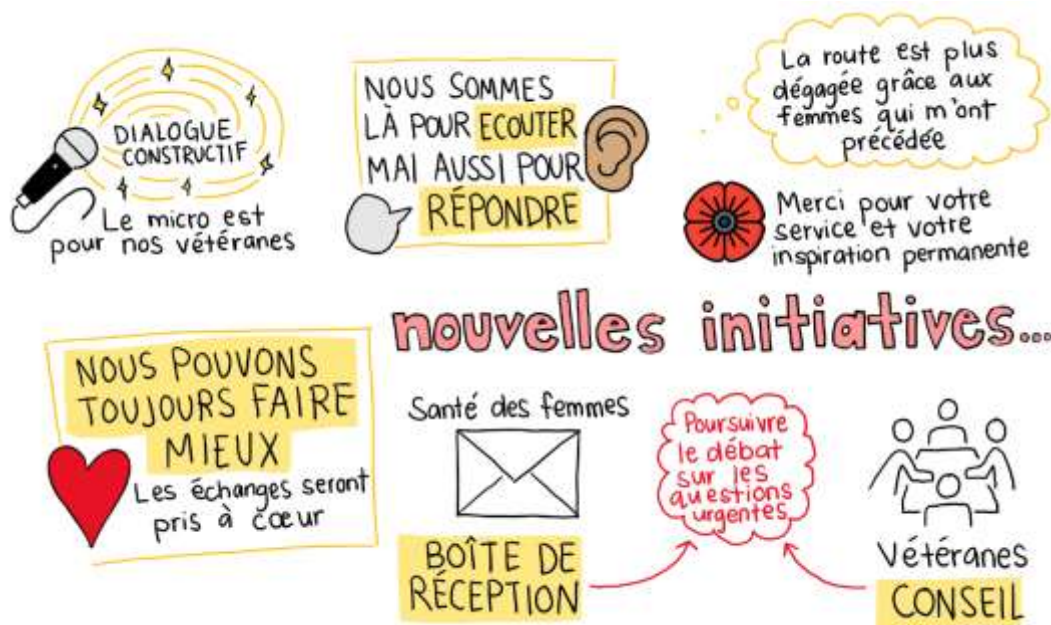 DIALOGUE
CONSTRUCTIF
Le micro est
pour nos vétéranes
NOUS SOMMES
LÀ POUR ECOUTER
MAI AUSSI POUR
RÉPONDRE
La route est plus
dégagée grâce aux
femmes qui m'ont
précédée
Merci pour votre
service et votre
inspiration permanente
NOUS POUVONS
TOUJOURS FAIRE
MIEUX
Les échanges seront
pris à cœur
nouvelles initiatives...
Santé des femmes
BOÎTE DE
RÉCEPTION
Poursuivre
le débat
sur les
questions
urgentes
Vétéranes
CONSEIL